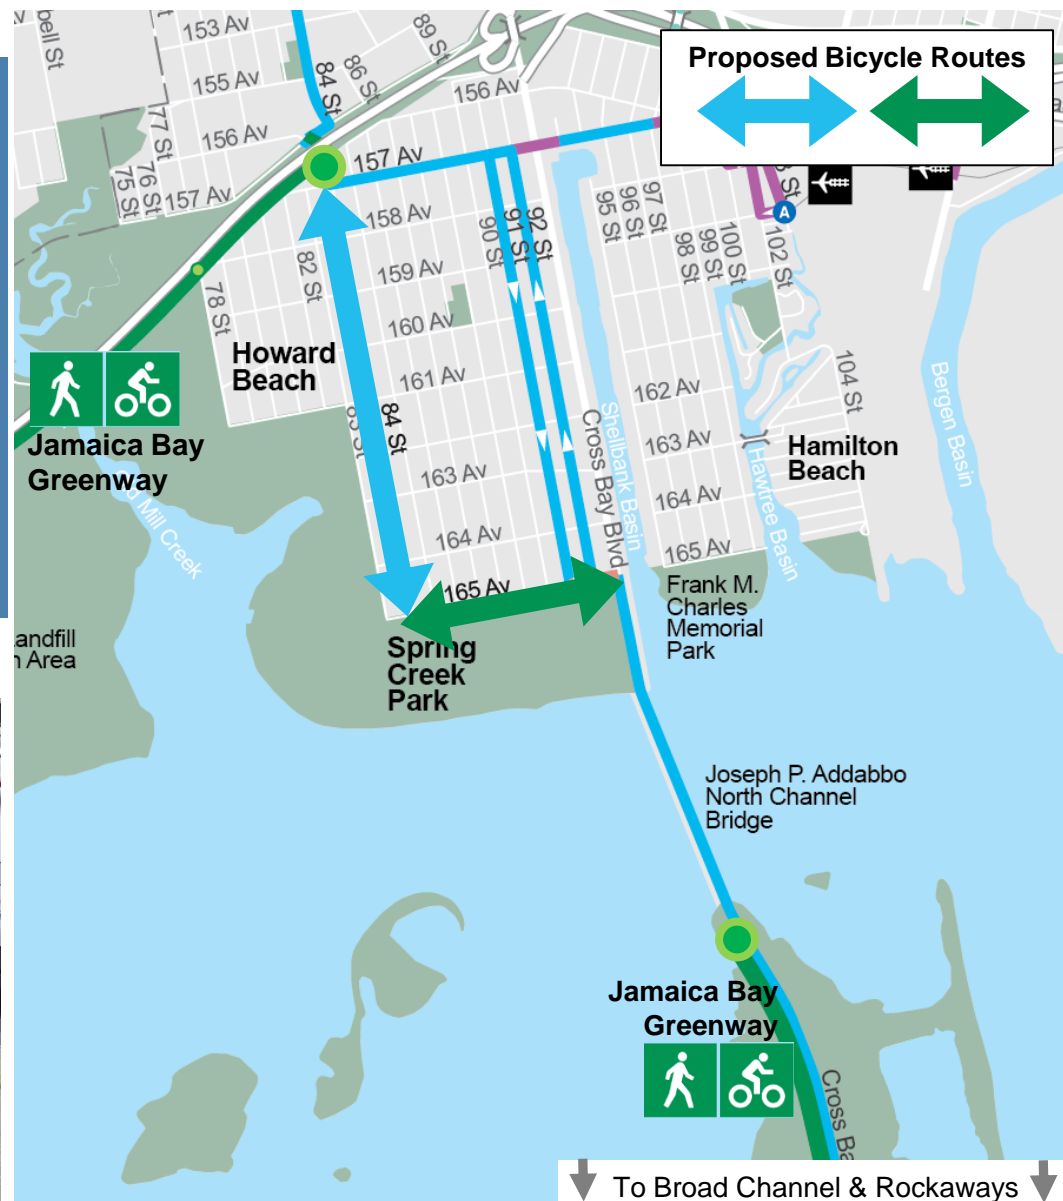 Proposed Bicycle Routes
153 Av
89 St
86 St
84 St
155 Av
156 Av
77 St
76 St
75 St
157 Av
156 Av
157 Av
158 Av
82 St
159 Av
78 St
160 Av
161 Av
90 St
91 St
92 St
95 St
96 St
97 St
98 St
99 St
100 St
102 St
A
104 St
Howard
Beach
84 St
83 St
162 Av
163 Av
163 Av
164 Av
164 Av
165 Av
165 Av
Cross Bay Blvd
Shellbank Basin
Hawtree Basin
Bergen Basin
Hamilton
Beach
Jamaica Bay
Greenway
Mill Creek
Frank M.
Charles
Memorial
Park
Spring
Creek
Park
Joseph P. Addabbo
North Channel
Bridge
Jamaica Bay
Greenway
Cross Ba
To Broad Channel & Rockaways